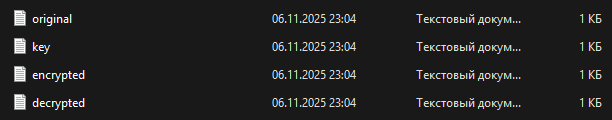 original 06.11.2025 23:04 Текстовый докум... 1 КБ
key 06.11.2025 23:04 Текстовый докум... 1 КБ
encrypted 06.11.2025 23:04 Текстовый докум... 1 КБ
decrypted 06.11.2025 23:04 Текстовый докум... 1 КБ